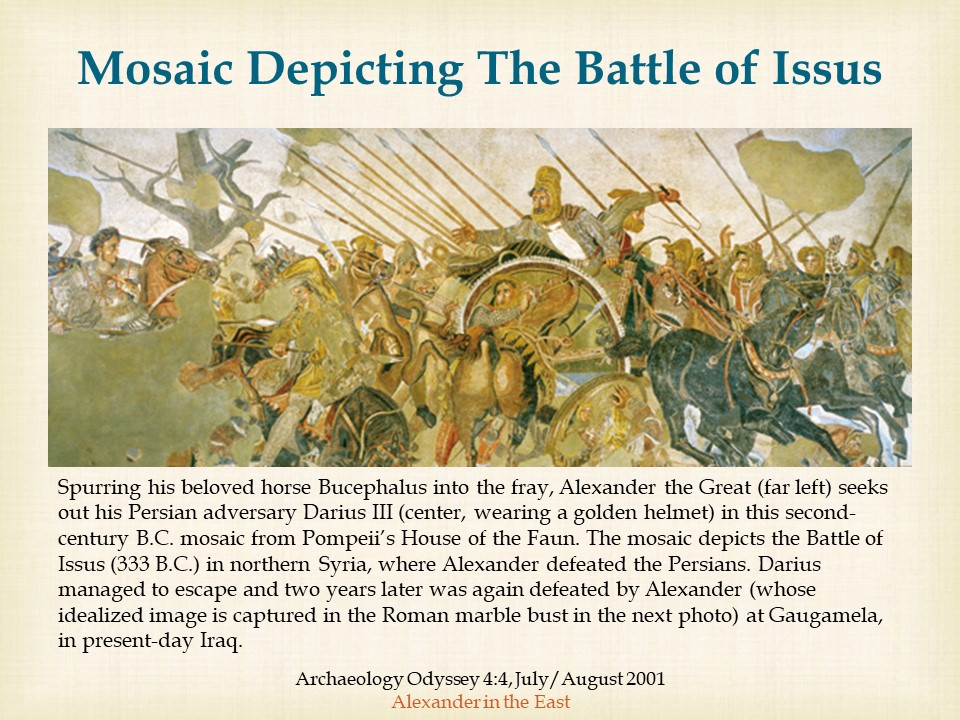 Mosaic Depicting The Battle of Issus
Spurring his beloved horse Bucephalus into the fray, Alexander the Great (far left) seeks
out his Persian adversary Darius III (center, wearing a golden helmet) in this second-
century B.C. mosaic from Pompeii’s House of the Faun. The mosaic depicts the Battle of
Issus (333 B.C.) in northern Syria, where Alexander defeated the Persians. Darius
managed to escape and two years later was again defeated by Alexander (whose
idealized image is captured in the Roman marble bust in the next photo) at Gaugamela,
in present-day Iraq.
Archaeology Odyssey 4:4, July/August 2001
Alexander in the East